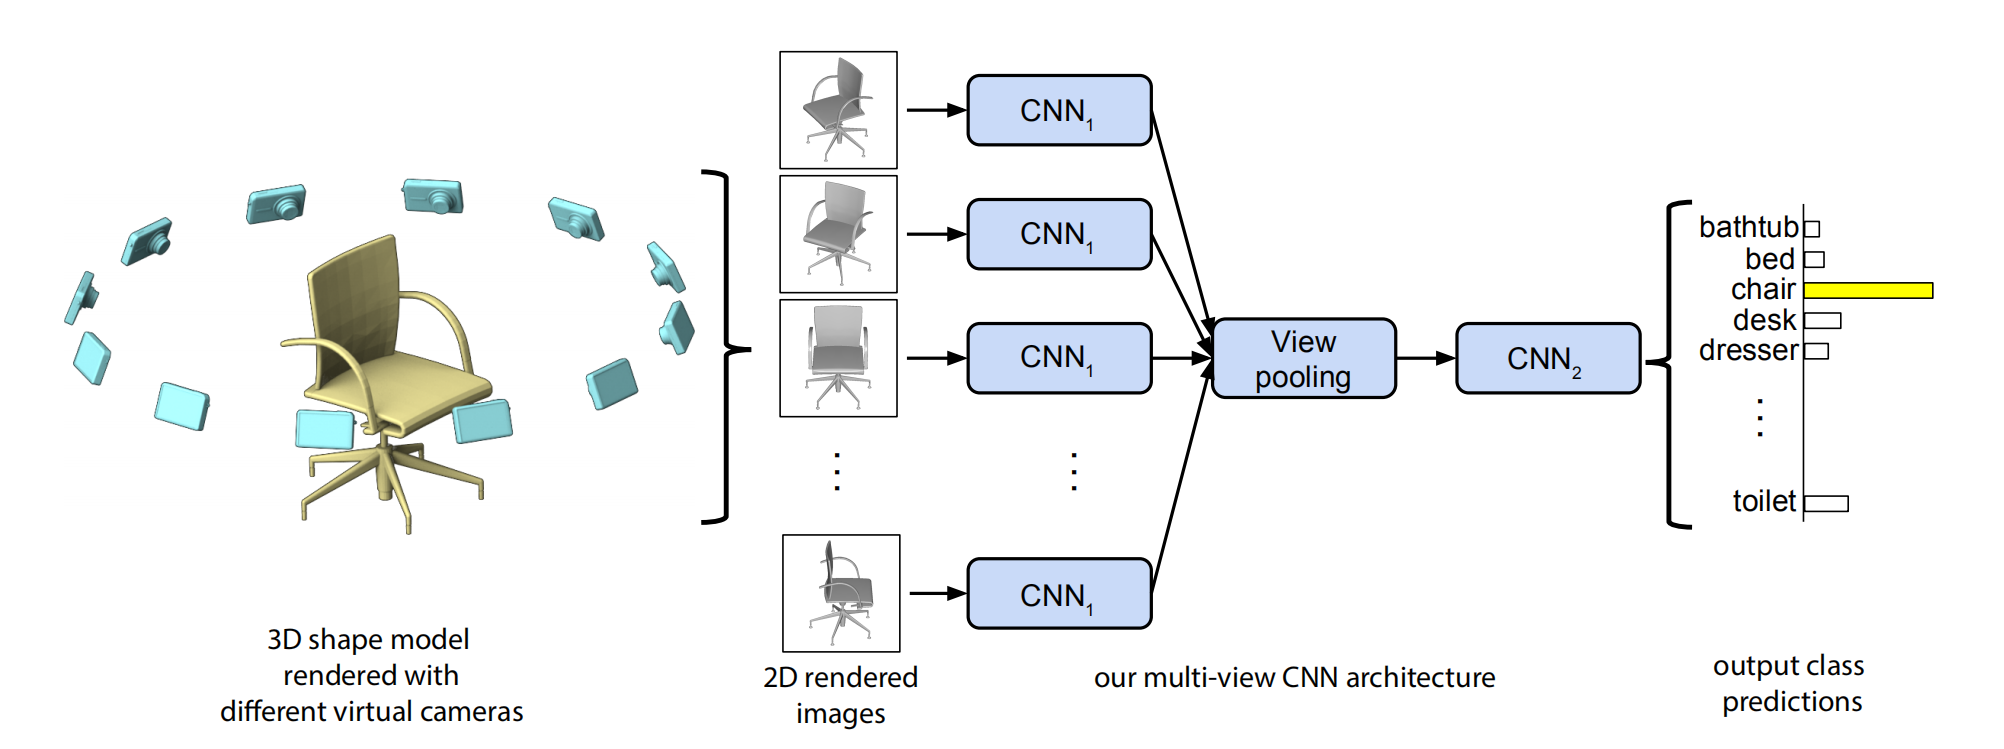 CNN1
CNN1
CNN1
CNN1
View
pooling
CNN2
bathtub
bed
chair
desk
dresser
toilet
3D shape model
rendered with
different virtual cameras
2D rendered
images
our multi-view CNN architecture
output class
predictions